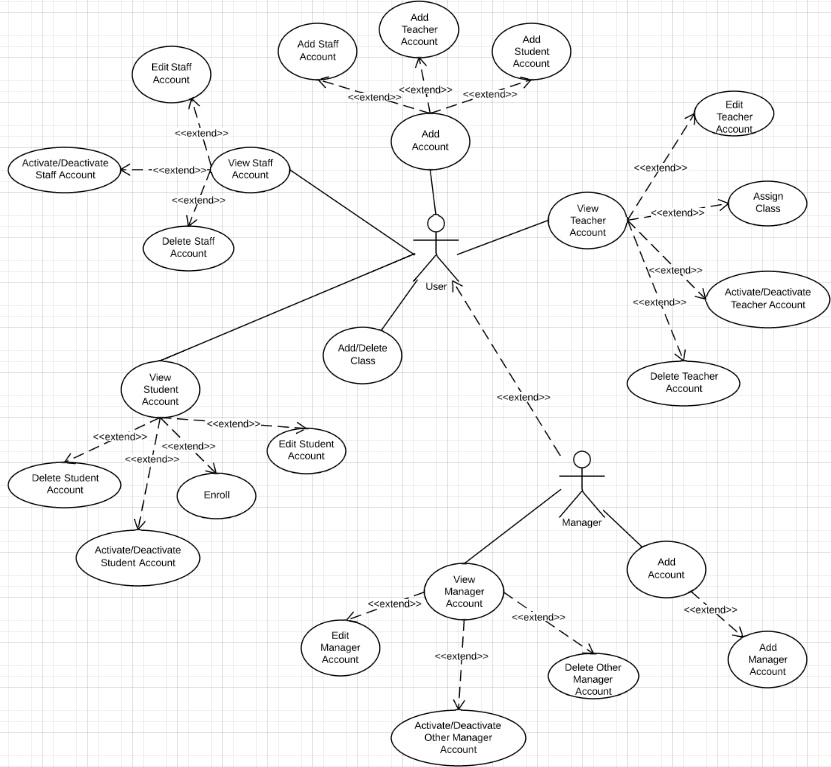 Add
Teacher
Account
Add Staff
Account
Add
Student
Account
<<extend>>
<<extend>>
<<extend>>
Add
Account
Edit Staff
Account
<<extend>>
Activate/Deactivate
Staff Account
<<extend>>
View Staff
Account
<<extend>>
Delete Staff
Account
Edit
Teacher
Account
<<extend>>
View
Teacher
Account
<<extend>>
Assign
Class
<<extend>>
Activate/Deactivate
Teacher Account
<<extend>>
Delete Teacher
Account
User
Add/Delete
Class
<<extend>>
View
Student
Account
<<extend>>
<<extend>>
<<extend>>
<<extend>>
Edit Student
Account
Delete Student
Account
Enroll
Activate/Deactivate
Student Account
Manager
View
Manager
Account
Add
Account
<<extend>>
<<extend>>
<<extend>>
<<extend>>
Edit
Manager
Account
Delete Other
Manager
Account
Add
Manager
Account
Activate/Deactivate
Other Manager
Account